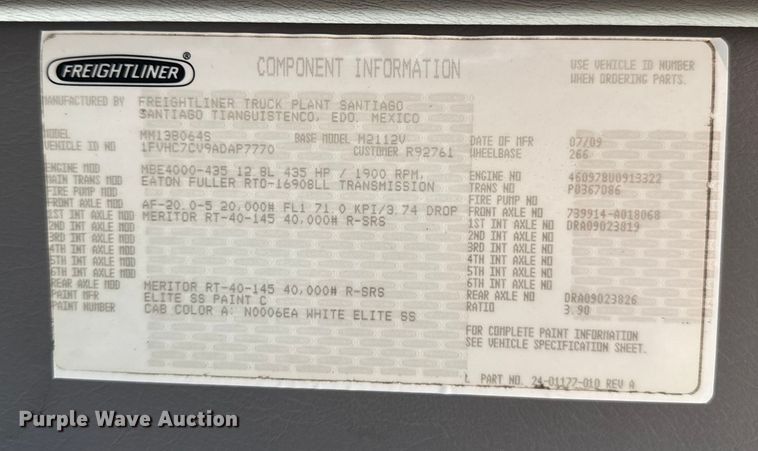 FREIGHTLINER®
COMPONENT INFORMATION
USE VEHICLE ID NUMBER
WHEN ORDERING PARTS.
MANUFACTURED BY FREIGHTLINER TRUCK PLANT SANTIAGO
SANTIAGO TIANGUISTENCO, EDO. MEXICO
MODEL MM138064S BASE MODEL M2112V DATE OF MFR 07/09
VEHICLE ID NO 1FVHC7CV9ADAP7770 CUSTOMER R92761 WHEELBASE 266
ENGINE MOD MBE4000-435 12.8L 435 HP / 1900 RPM, ENGINE NO 460978U0913322
MAIN TRANS MOD EATON FULLER RTO-16908LL TRANSMISSION TRANS NO P0367086
FIRE PUMP MOD FIRE PUMP NO
FRONT AXLE MOD AF-20.0-5 20,000# FL1 71.0 KPI/3.74 DROP FRONT AXLE NO 739914-A018068
1ST INT AXLE MOD MERITOR RT-40-145 40,000# R-SRS 1ST INT AXLE NO DRA09023819
2ND INT AXLE MOD 2ND INT AXLE NO
3RD INT AXLE MOD 3RD INT AXLE NO
4TH INT AXLE MOD 4TH INT AXLE NO
5TH INT AXLE MOD 5TH INT AXLE NO
6TH INT AXLE MOD 6TH INT AXLE NO
REAR AXLE MOD MERITOR RT-40-145 40,000# R-SRS REAR AXLE NO DRA09023826
PAINT MFR ELITE SS PAINT C RATIO 3.90
PAINT NUMBER CAB COLOR A: N0006EA WHITE ELITE SS
FOR COMPLETE PAINT INFORMATION
SEE VEHICLE SPECIFICATION SHEET.
PART NO. 24-01177-010 REV A
Purple Wave Auction